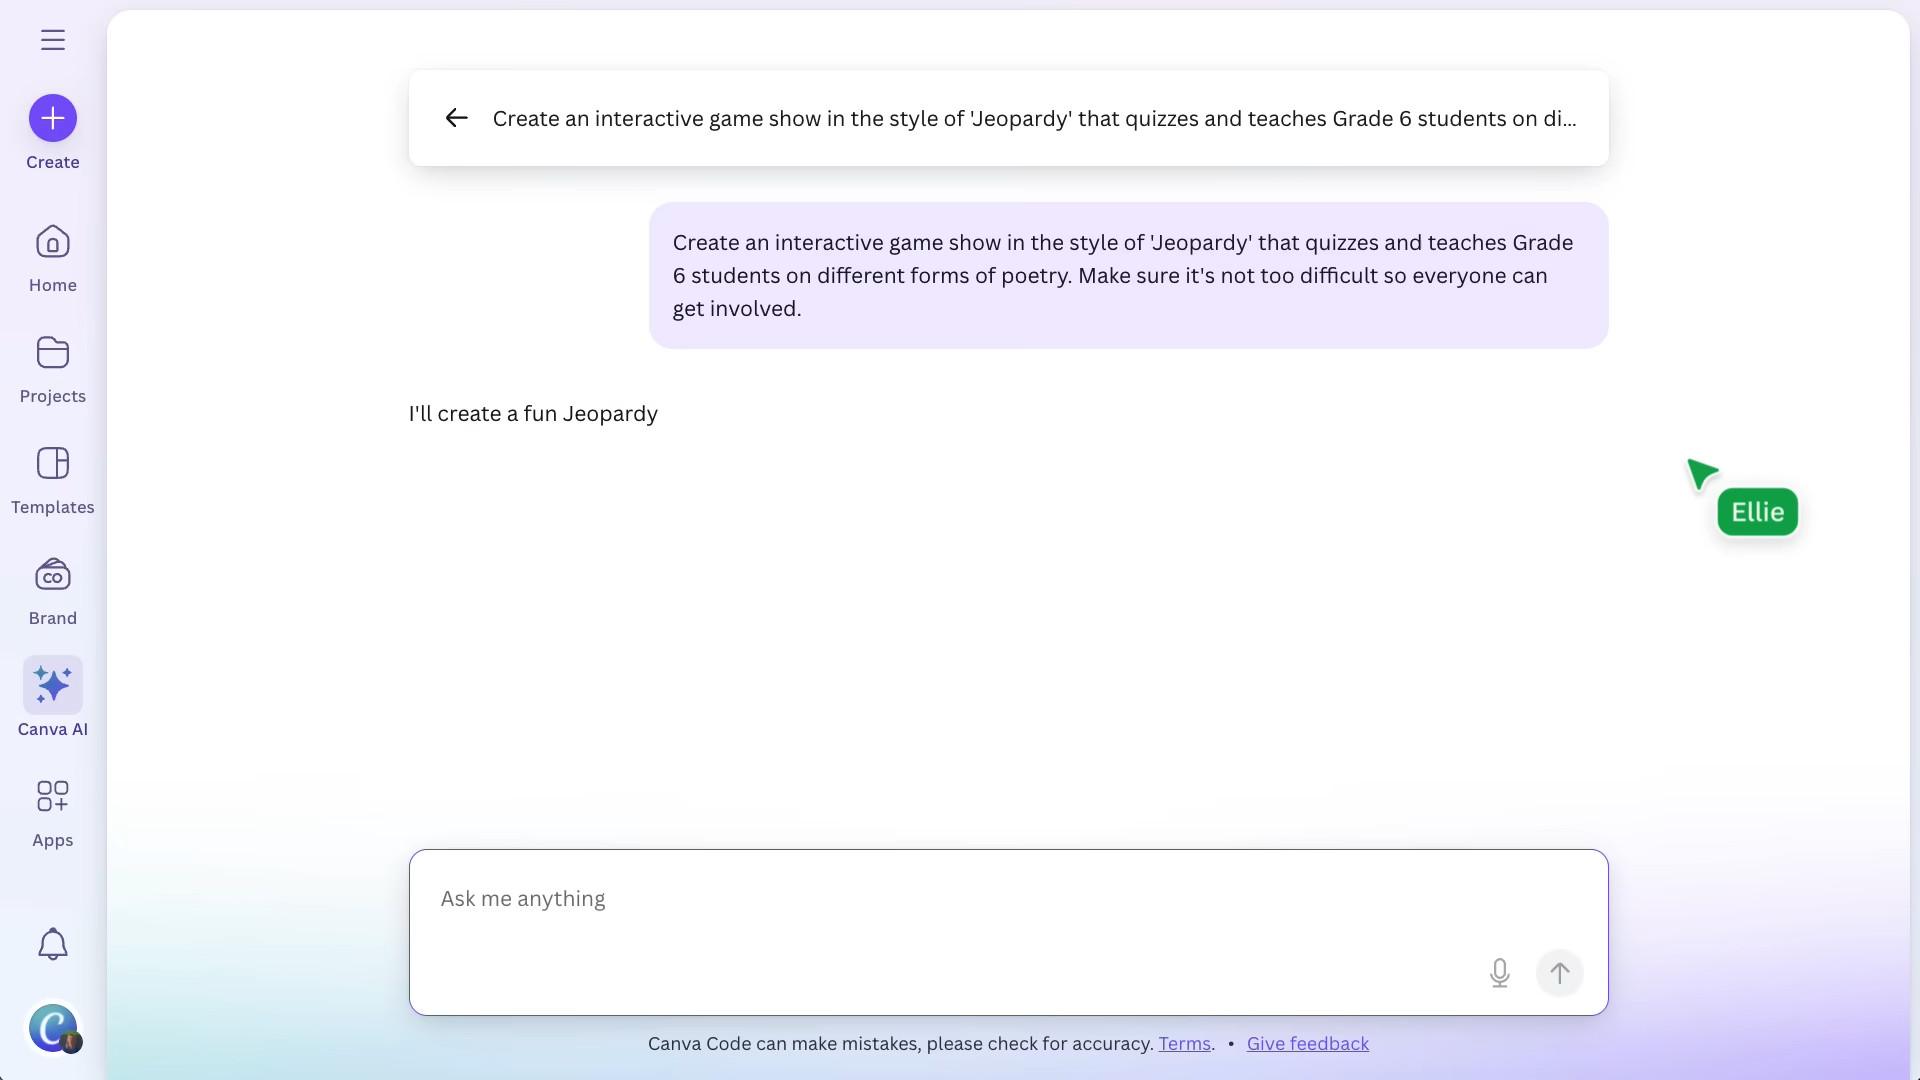 Create an interactive game show in the style of 'Jeopardy' that quizzes and teaches Grade 6 students on di...
Create
Create an interactive game show in the style of 'Jeopardy' that quizzes and teaches Grade
6 students on different forms of poetry. Make sure it's not too difficult so everyone can
get involved.
Home
Projects
I'll create a fun Jeopardy
Templates
Ellie
CO
Brand
Canva AI
Apps
Ask me anything
C
Canva Code can make mistakes, please check for accuracy. Terms. • Give feedback